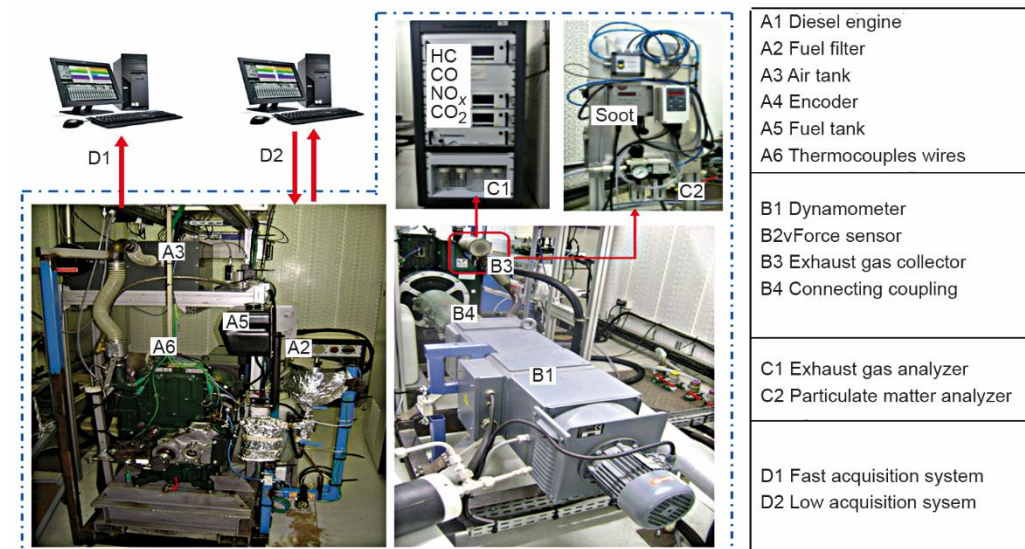 HC
CO
NOx
CO2
Soot
C1
C2
D1
D2
A3
A5
A6
A2
B3
B4
B1
A1 Diesel engine
A2 Fuel filter
A3 Air tank
A4 Encoder
A5 Fuel tank
A6 Thermocouples wires
B1 Dynamometer
B2vForce sensor
B3 Exhaust gas collector
B4 Connecting coupling
C1 Exhaust gas analyzer
C2 Particulate matter analyzer
D1 Fast acquisition system
D2 Low acquisition sysem